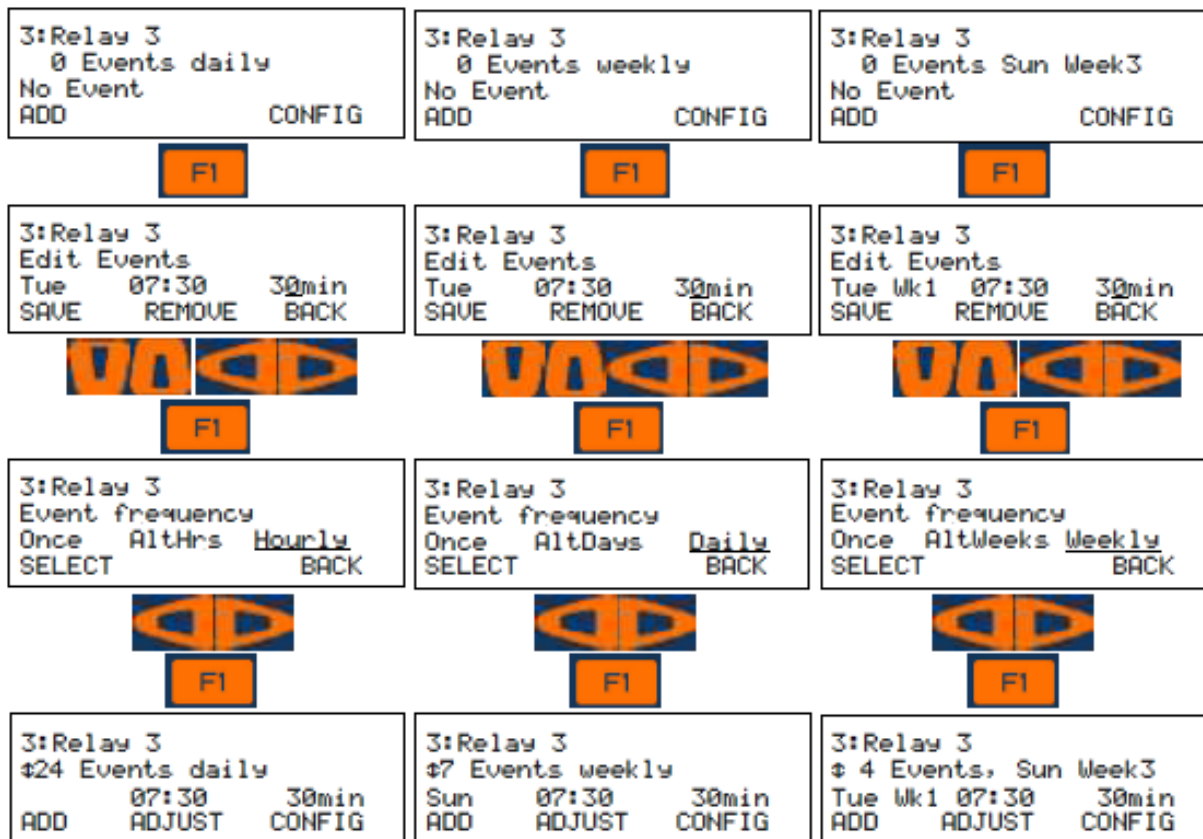 3:Relay 3
0 Events daily
No Event
ADD CONFIG
3:Relay 3
0 Events weekly
No Event
ADD CONFIG
3:Relay 3
0 Events Sun Week3
No Event
ADD CONFIG
F1
F1
F1
3:Relay 3
Edit Events
Tue 07:30 30min
SAVE REMOVE BACK
3:Relay 3
Edit Events
Tue 07:30 30min
SAVE REMOVE BACK
3:Relay 3
Edit Events
Tue Wk1 07:30 30min
SAVE REMOVE BACK
F1
F1
F1
3:Relay 3
Event frequency
Once AltHrs Hourly
SELECT BACK
3:Relay 3
Event frequency
Once AltDays Daily
SELECT BACK
3:Relay 3
Event frequency
Once AltWeeks Weekly
SELECT BACK
F1
F1
F1
3:Relay 3
⇕24 Events daily
07:30 30min
ADD ADJUST CONFIG
3:Relay 3
⇕7 Events weekly
Sun 07:30 30min
ADD ADJUST CONFIG
3:Relay 3
⇕ 4 Events, Sun Week3
Tue Wk1 07:30 30min
ADD ADJUST CONFIG